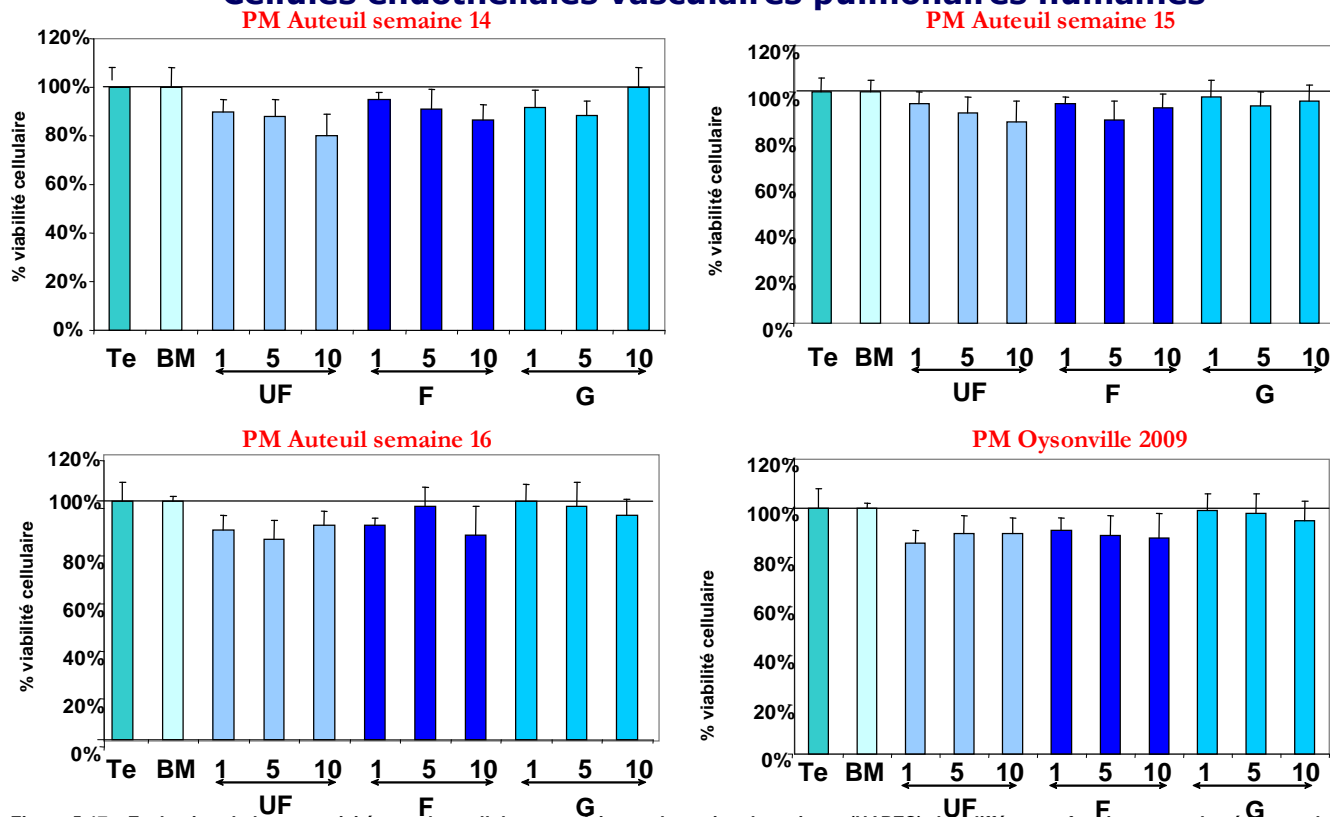 Cellules endothéliales vasculaires pulmonaires humaines
PM Auteuil semaine 14
% viabilité cellulaire
120%
100%
80%
60%
40%
20%
0%
Te BM 1 5 10 1 5 10 1 5 10
UF F G
PM Auteuil semaine 15
% viabilité cellulaire
120%
100%
80%
60%
40%
20%
0%
Te BM 1 5 10 1 5 10 1 5 10
UF F G
PM Auteuil semaine 16
% viabilité cellulaire
120%
100%
80%
60%
40%
20%
0%
Te BM 1 5 10 1 5 10 1 5 10
UF F G
PM Oysonville 2009
% viabilité cellulaire
120%
100%
80%
60%
40%
20%
0%
Te BM 1 5 10 1 5 10 1 5 10
UF F G